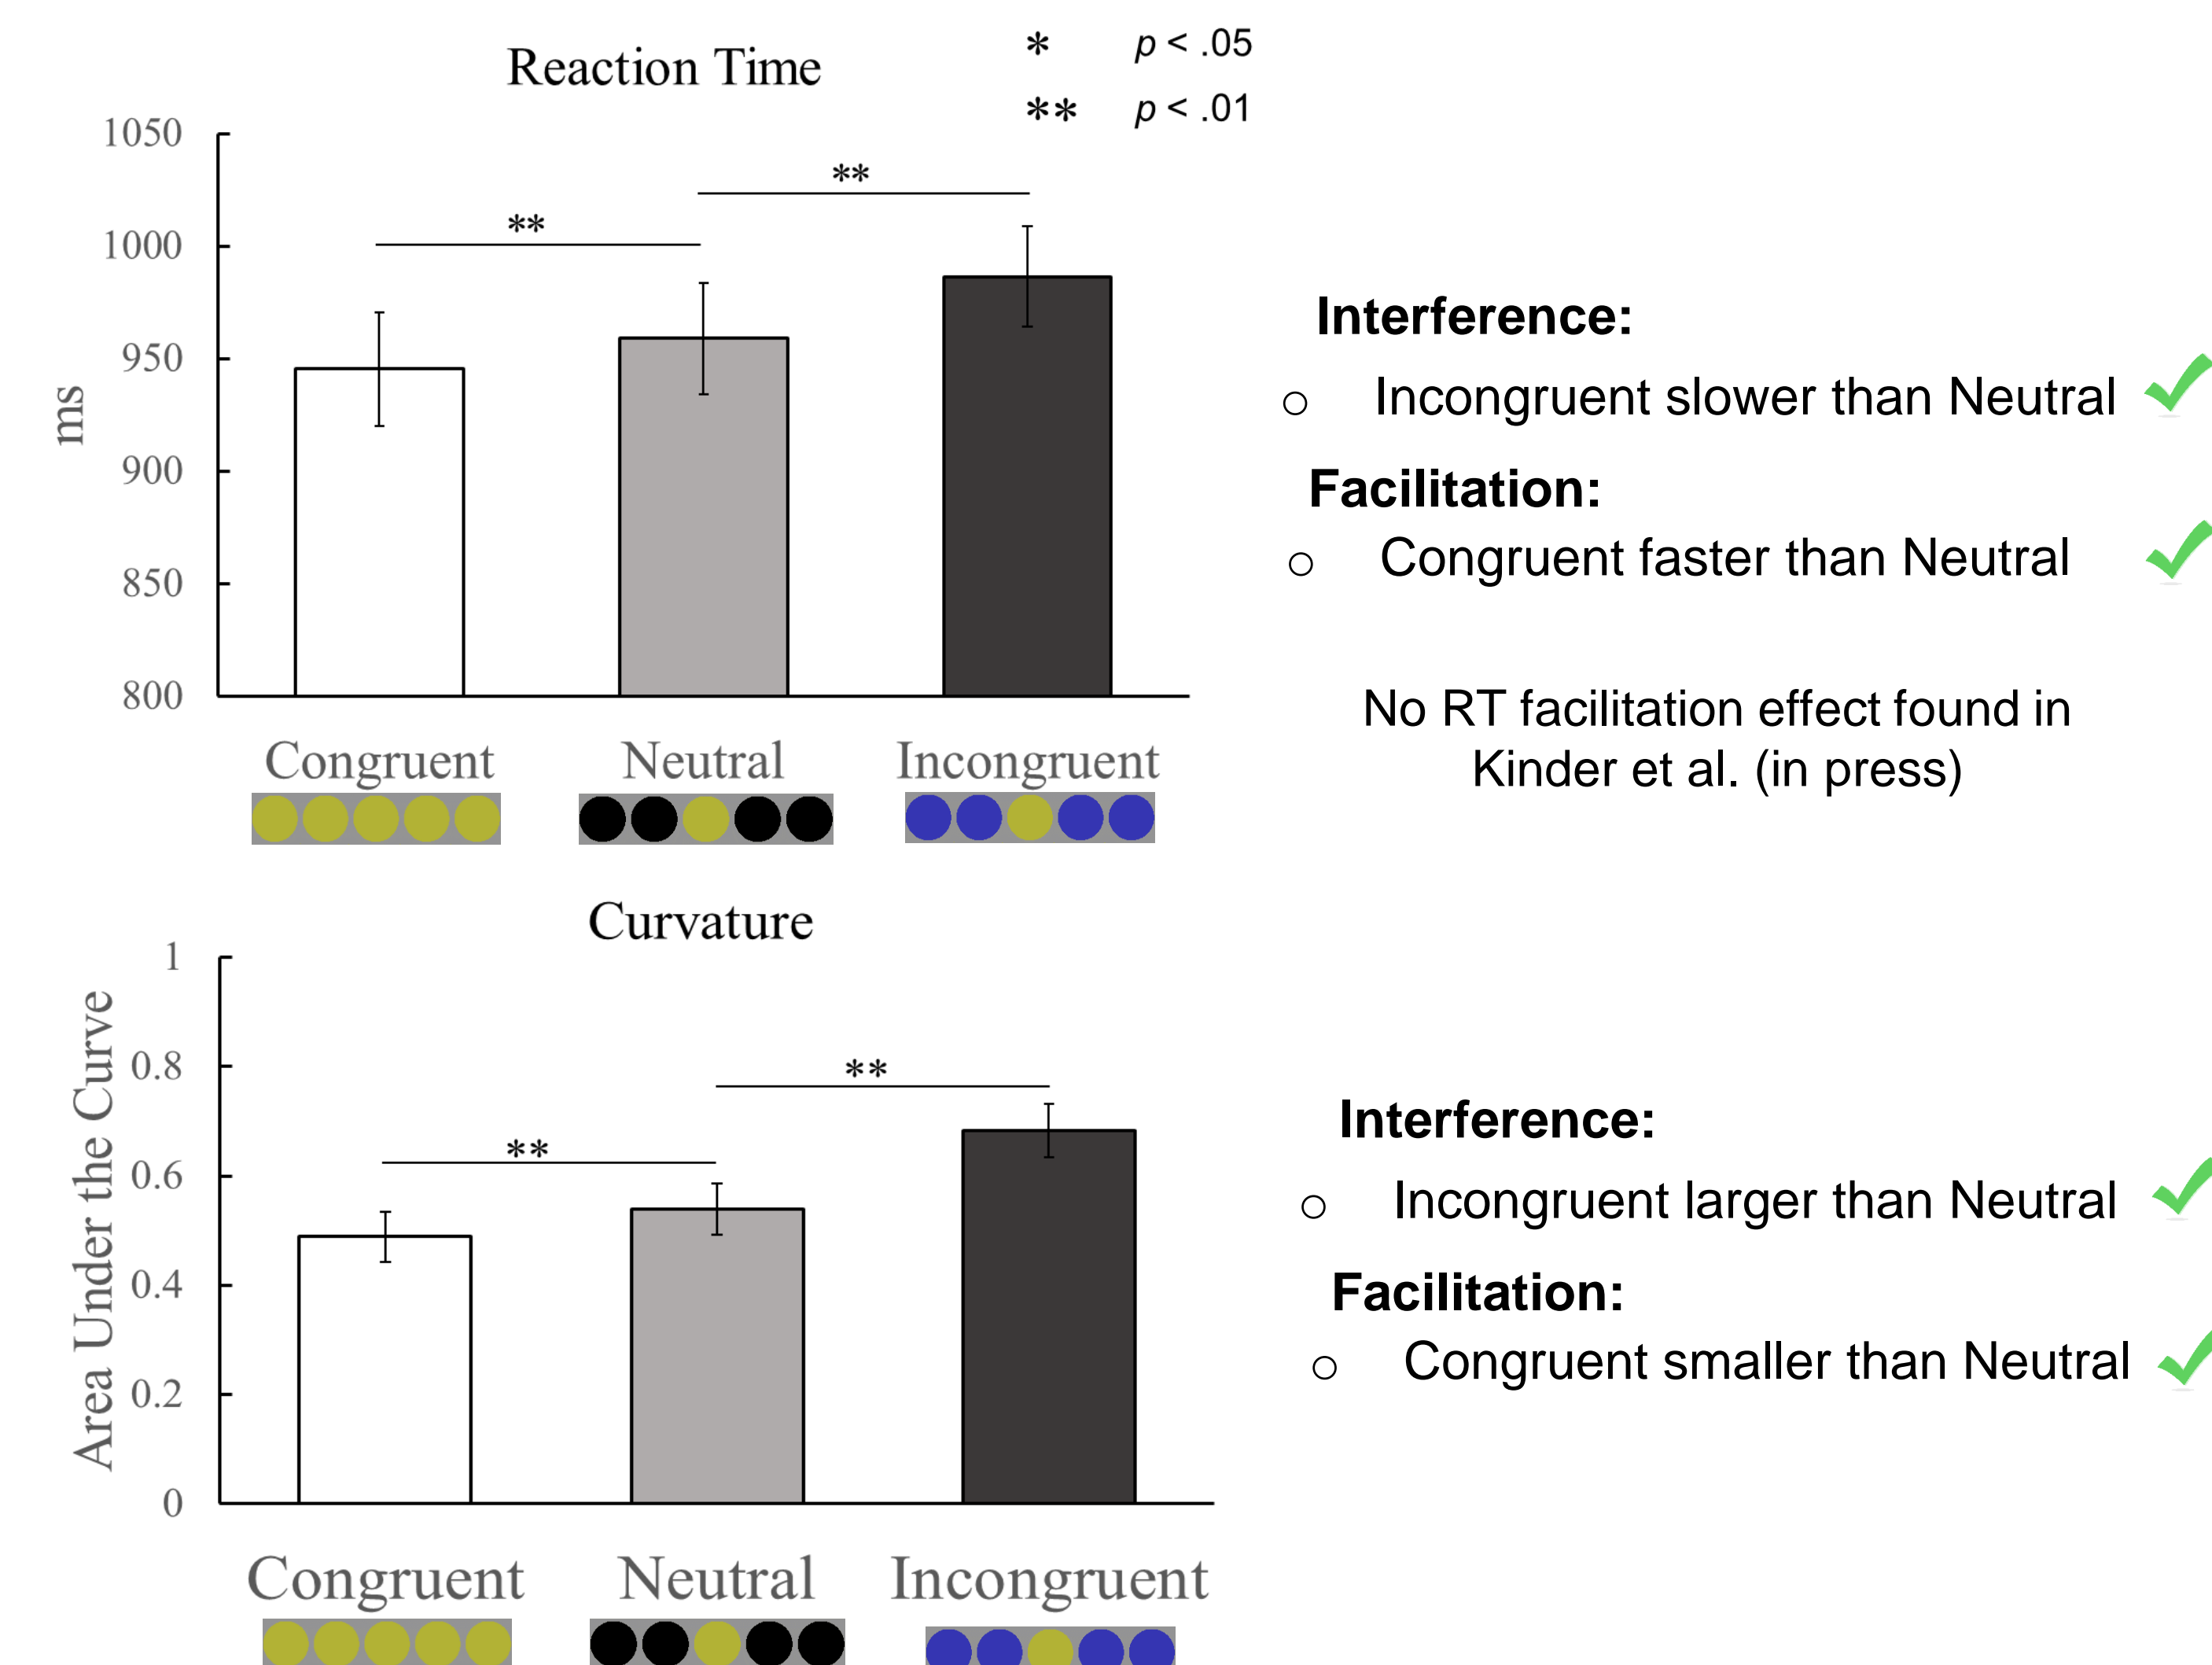 Reaction Time
* p < .05
** p < .01
1050
1000
950
900
850
800
ms
**
**
Congruent Neutral Incongruent
Interference:
○ Incongruent slower than Neutral
Facilitation:
○ Congruent faster than Neutral
No RT facilitation effect found in
Kinder et al. (in press)
Curvature
1
0.8
0.6
0.4
0.2
0
Area Under the Curve
**
**
Congruent Neutral Incongruent
Interference:
○ Incongruent larger than Neutral
Facilitation:
○ Congruent smaller than Neutral